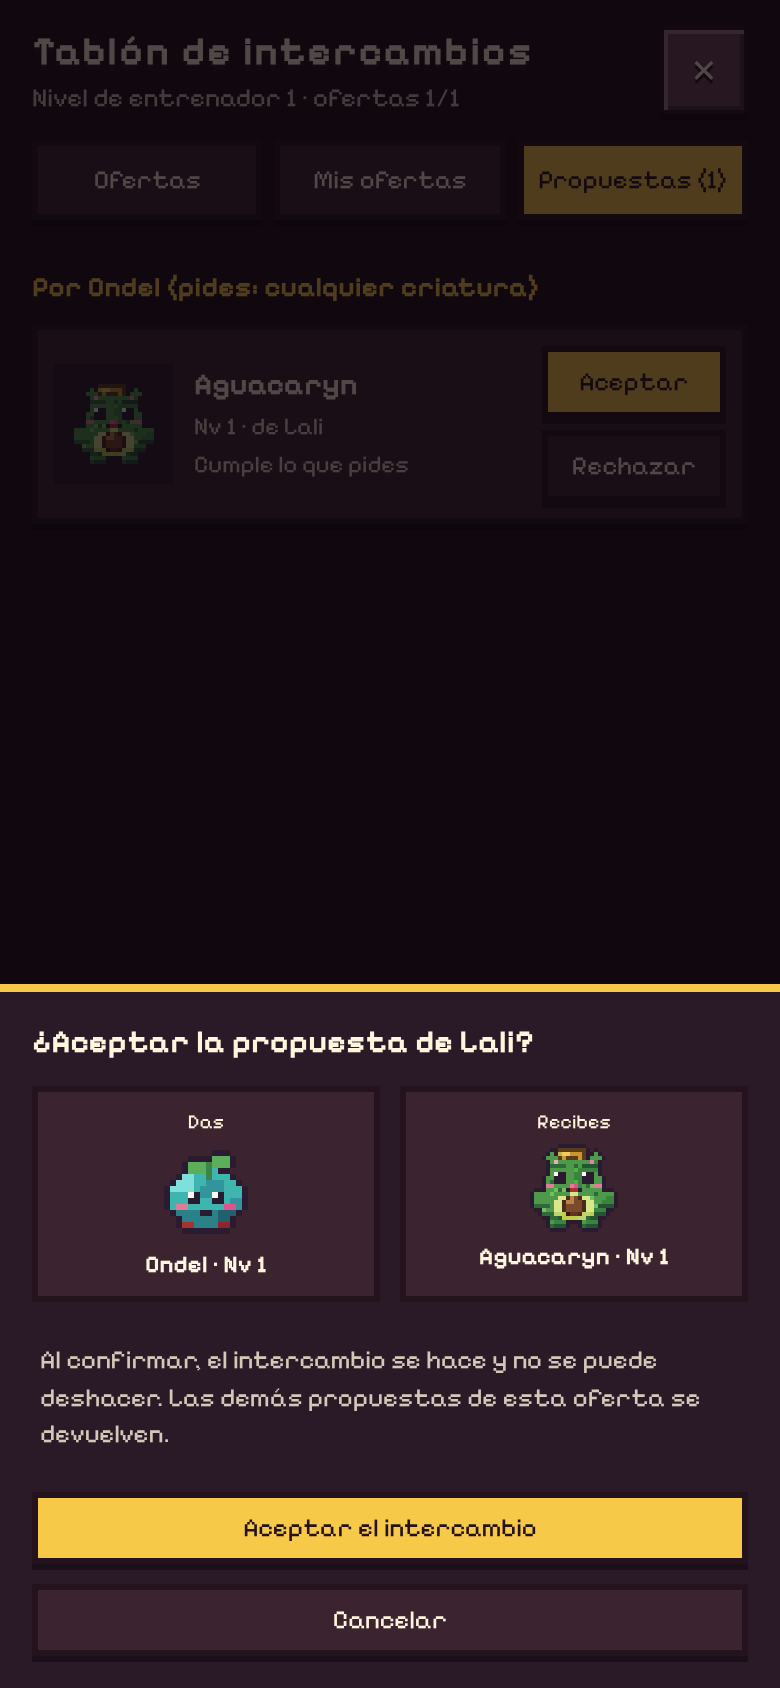 Tablón de intercambios
×
Nivel de entrenador 1 · ofertas 1/1
Ofertas
Mis ofertas
Propuestas (1)
Por Ondel (pides: cualquier criatura)
Aguacaryn
Nv 1 · de Lali
Cumple lo que pides
Aceptar
Rechazar
¿Aceptar la propuesta de Lali?
Das
Ondel · Nv 1
Recibes
Aguacaryn · Nv 1
Al confirmar, el intercambio se hace y no se puede
deshacer. Las demás propuestas de esta oferta se
devuelven.
Aceptar el intercambio
Cancelar